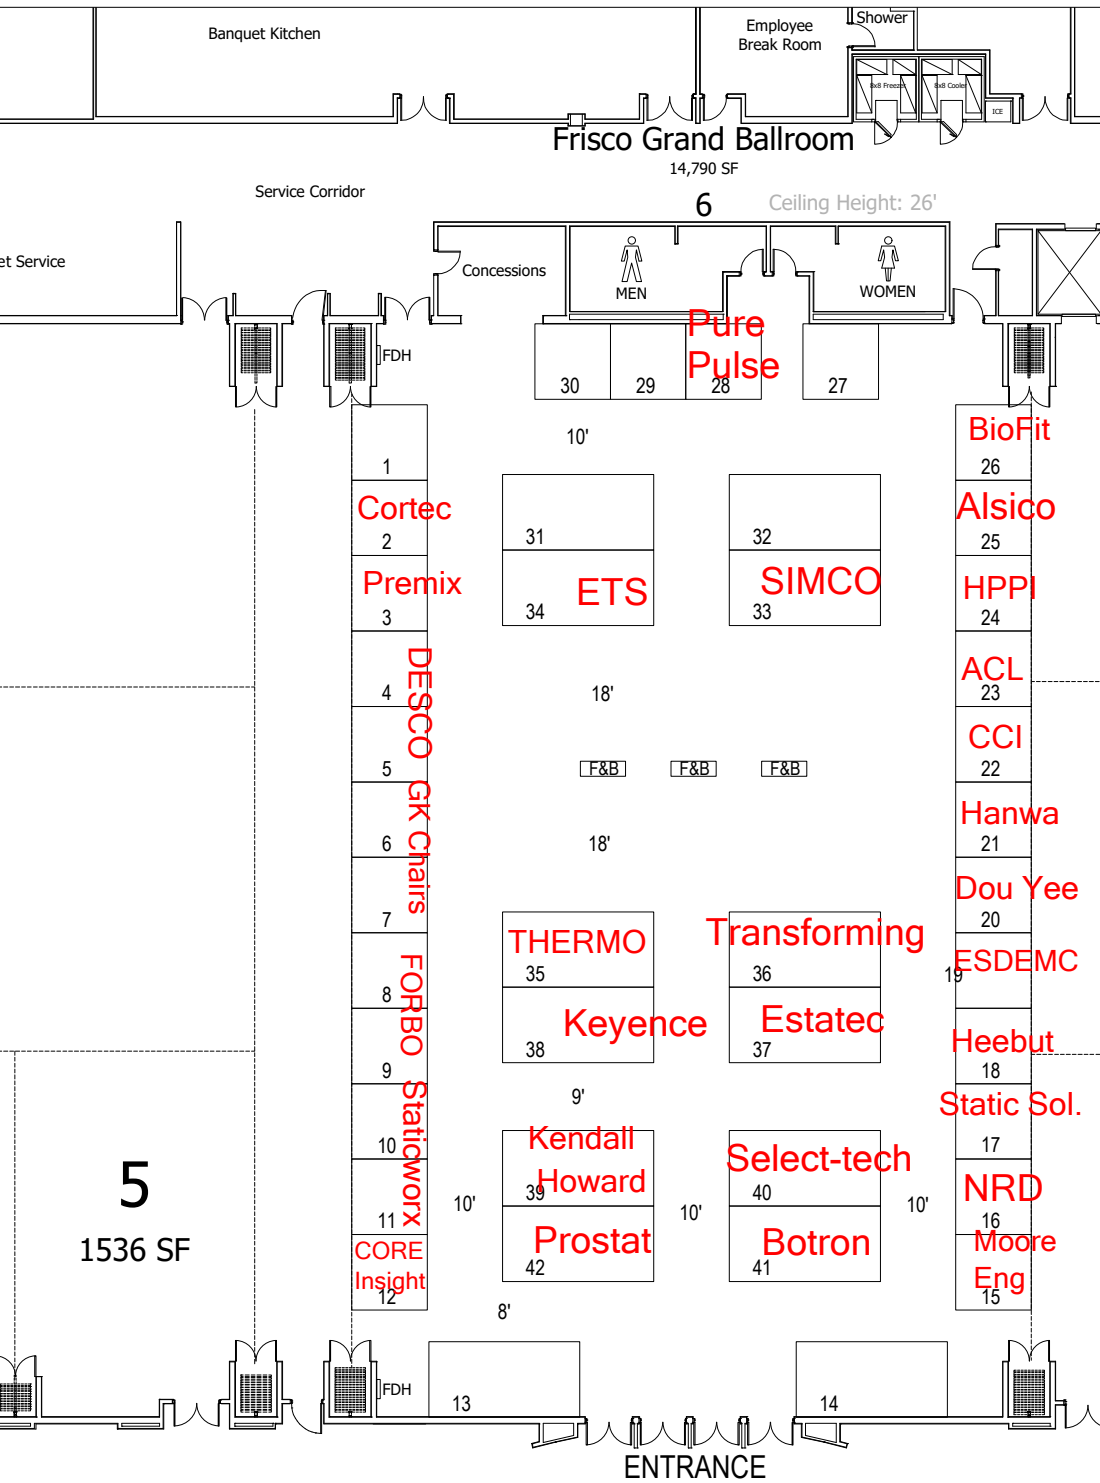 Banquet Kitchen
Employee
Break Room
Shower
8x8 Freezer
8x8 Cooler
ICE
Frisco Grand Ballroom
14,790 SF
6
Ceiling Height: 26'
Service Corridor
et Service
Concessions
MEN
WOMEN
FDH
Pure
Pulse
30
29
28
27
10'
1
BioFit
26
Cortec
2
31
32
Alsico
25
Premix
3
34
ETS
SIMCO
33
HPPI
24
DESCO
4
18'
ACL
23
5
F&B
F&B
F&B
CCI
22
GK Chairs
6
18'
Hanwa
21
7
Dou Yee
20
THERMO
35
Transforming
36
ESDEMC
19
FORBO
8
Keyence
38
Estatec
37
Heebut
18
9
9'
Staticworx
10
Kendall
Howard
39
Select-tech
40
Static Sol.
17
11
10'
10'
10'
NRD
16
5
1536 SF
CORE
Insight
12
Prostat
42
Botron
41
Moore
Eng
15
8'
FDH
13
14
ENTRANCE